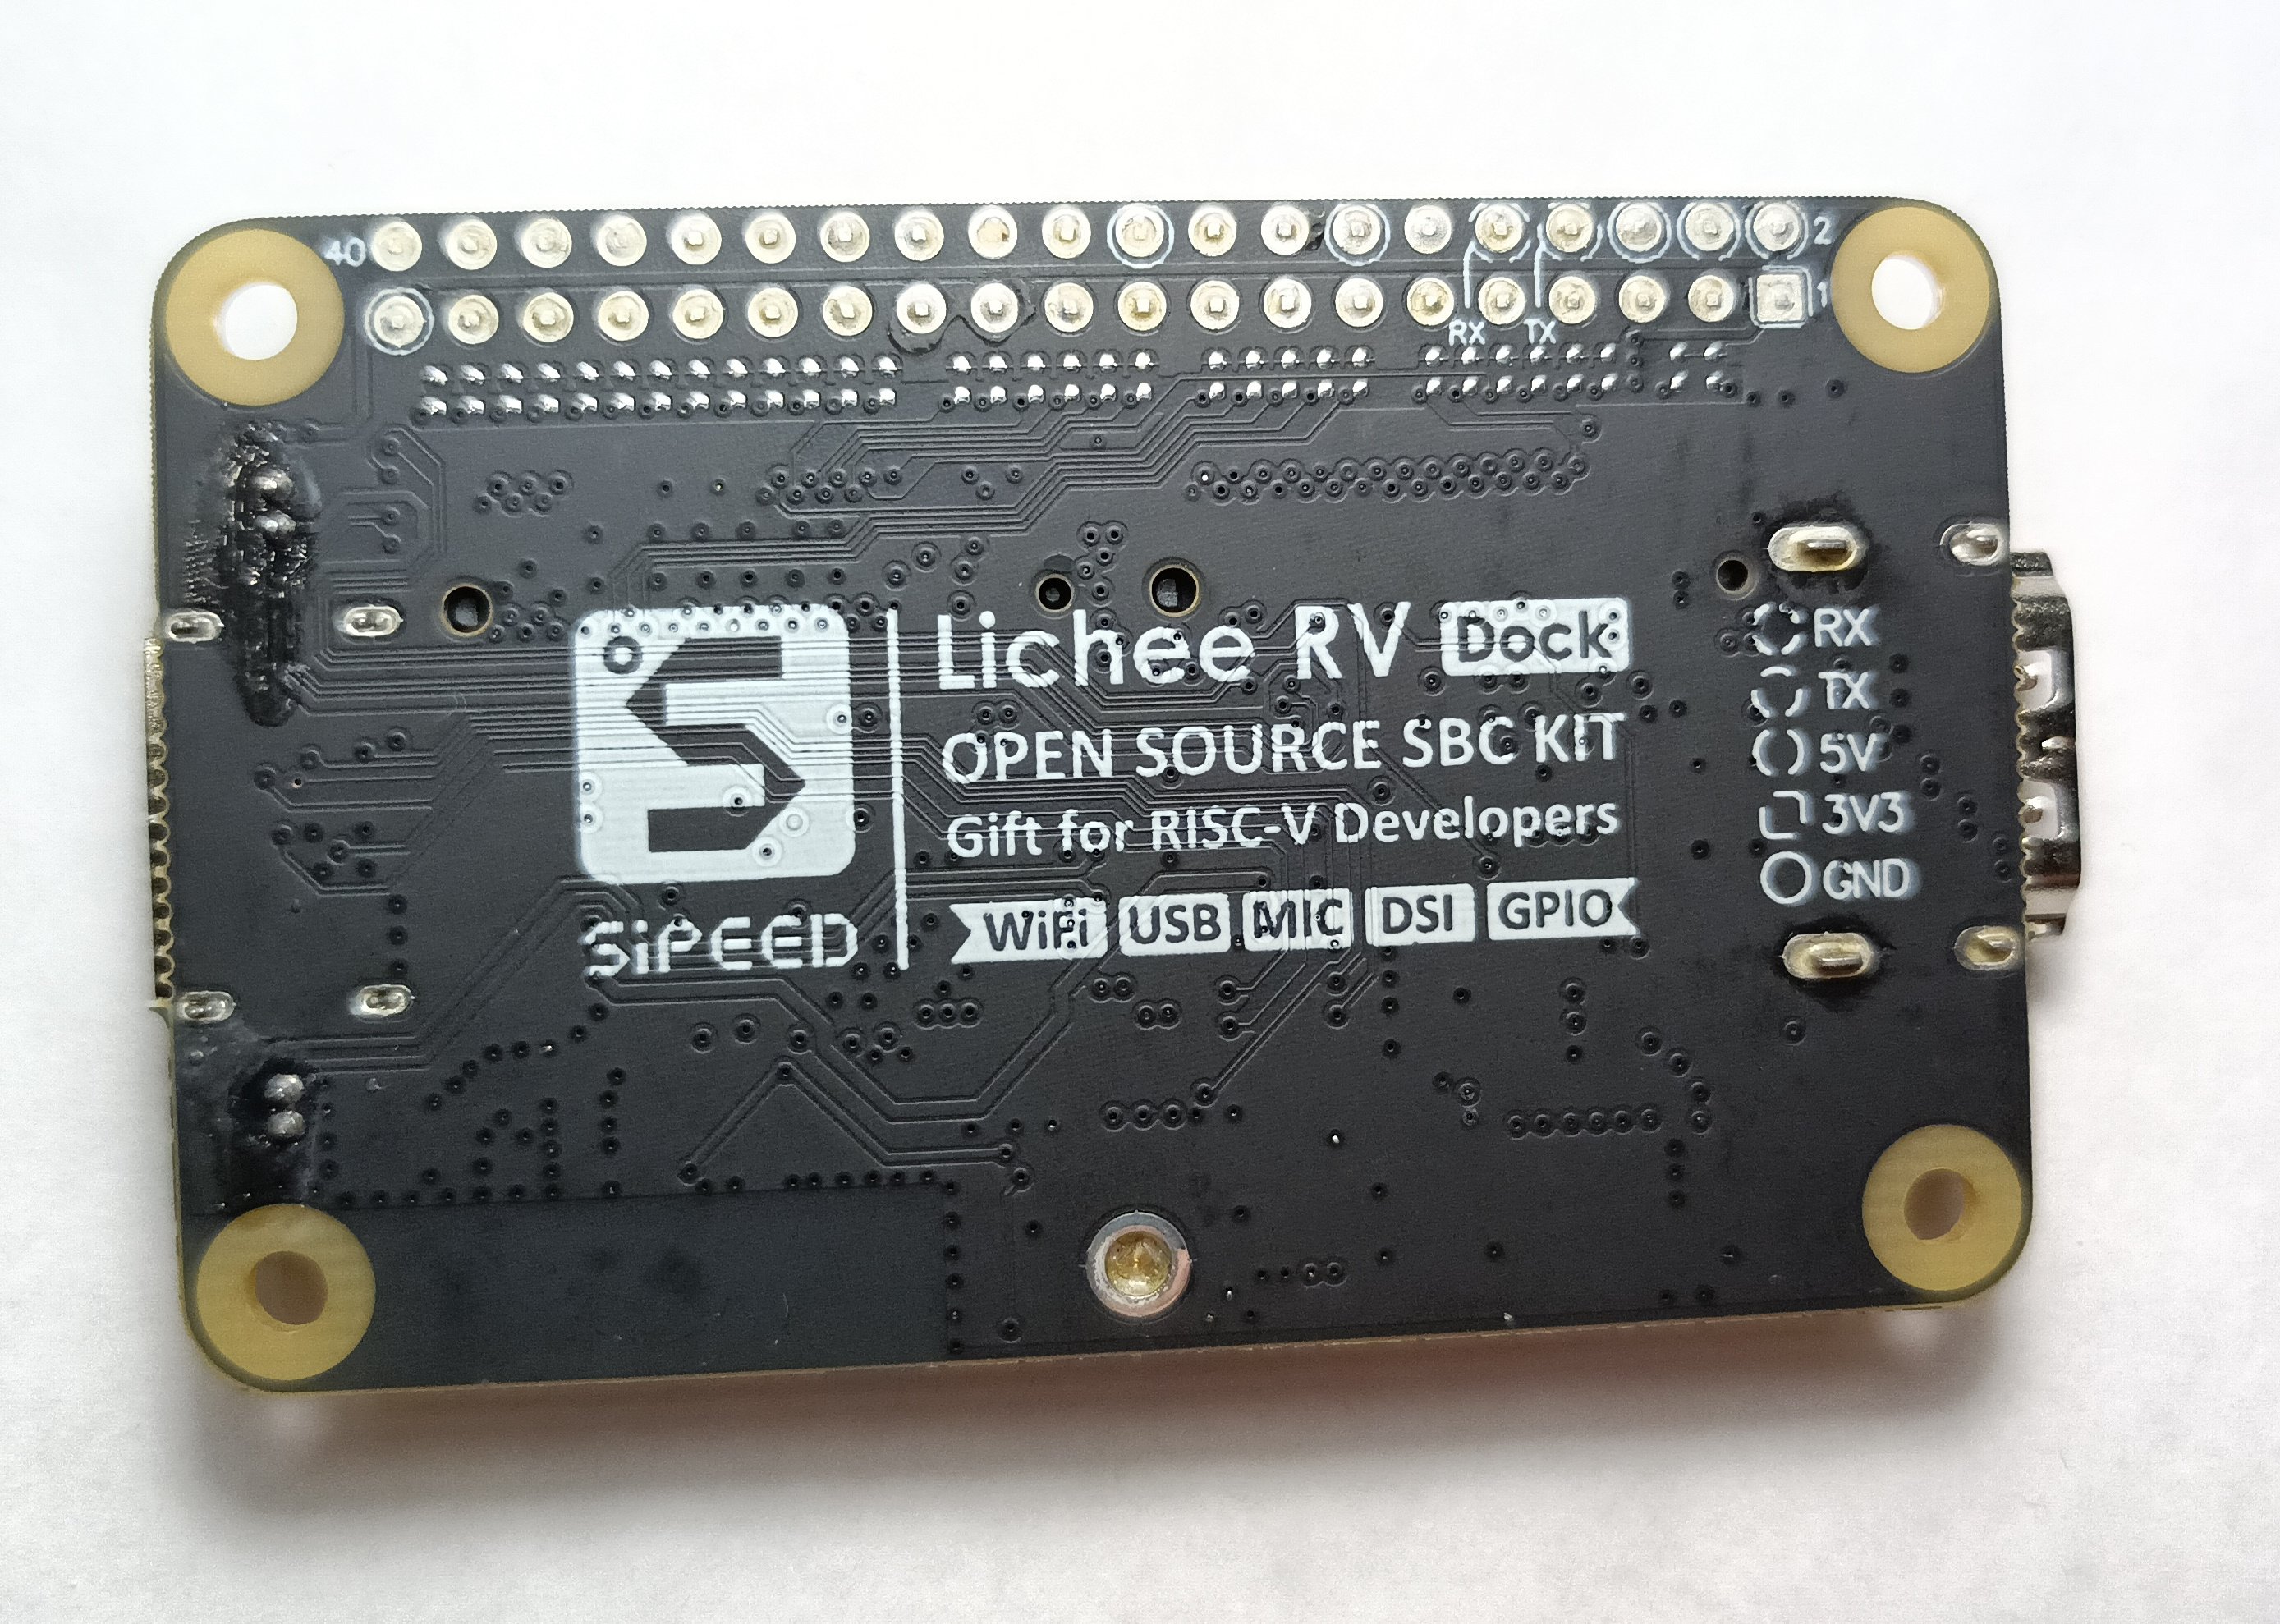 40 2
1
RX TX
Lichee RV Dock
OPEN SOURCE SBC KIT
Gift for RISC-V Developers
WiFi USB MIC DSI GPIO
SiPEED
RX
TX
5V
3V3
GND